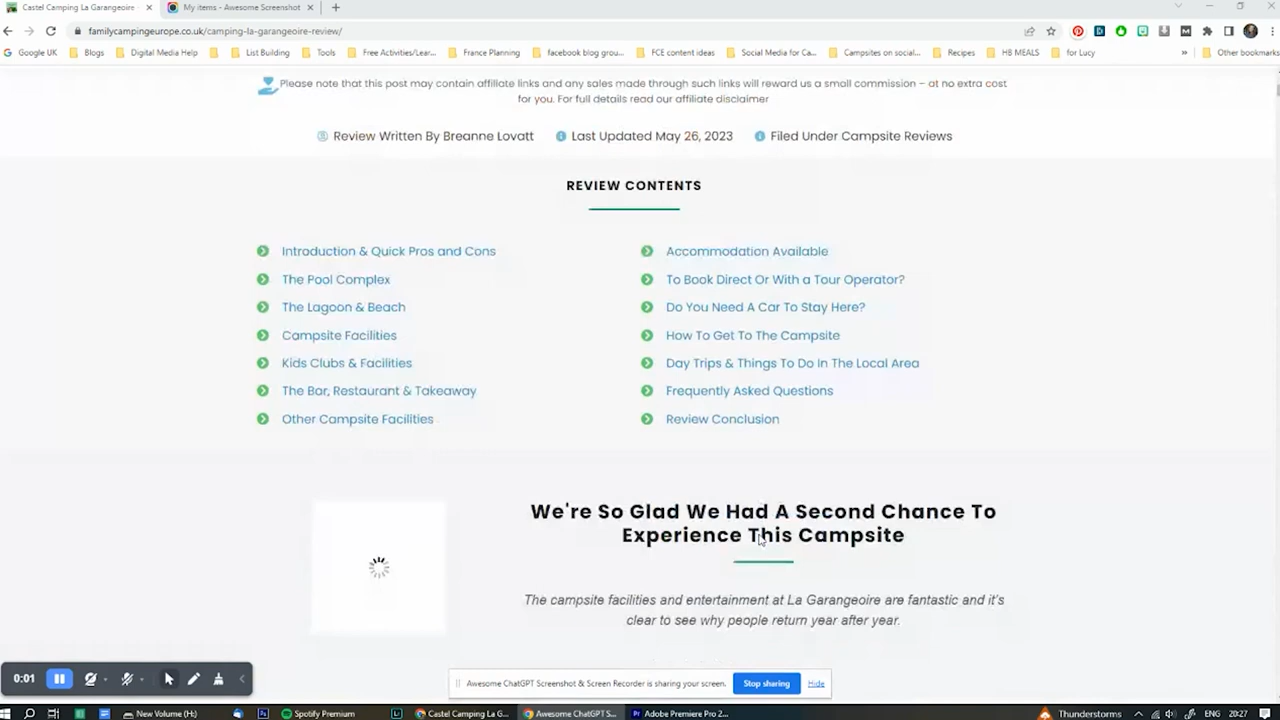 Castel Camping La Garangeoire
My items - Awesome Screenshot
familycampingeurope.co.uk/camping-la-garangeoire-review/
Google UK
Blogs
Digital Media Help
List Building
Tools
Free Activities/Lear...
France Planning
facebook blog grou...
FCE content ideas
Social Media for Ca...
Campsites on social...
Recipes
HB MEALS
for Lucy
»
Other bookmarks
Please note that this post may contain affiliate links and any sales made through such links will reward us a small commission – at no extra cost
for you. For full details read our affiliate disclaimer
Review Written By Breanne Lovatt
Last Updated May 26, 2023
Filed Under Campsite Reviews
REVIEW CONTENTS
Introduction & Quick Pros and Cons
The Pool Complex
The Lagoon & Beach
Campsite Facilities
Kids Clubs & Facilities
The Bar, Restaurant & Takeaway
Other Campsite Facilities
Accommodation Available
To Book Direct Or With a Tour Operator?
Do You Need A Car To Stay Here?
How To Get To The Campsite
Day Trips & Things To Do In The Local Area
Frequently Asked Questions
Review Conclusion
We're So Glad We Had A Second Chance To
Experience This Campsite
The campsite facilities and entertainment at La Garangeoire are fantastic and it's
clear to see why people return year after year.
0:01
Awesome ChatGPT Screenshot & Screen Recorder is sharing your screen.
Stop sharing
Hide
New Volume (H:)
Spotify Premium
Castel Camping La G...
Awesome ChatGPT S...
Adobe Premiere Pro 2...
Thunderstorms
ENG
20:27